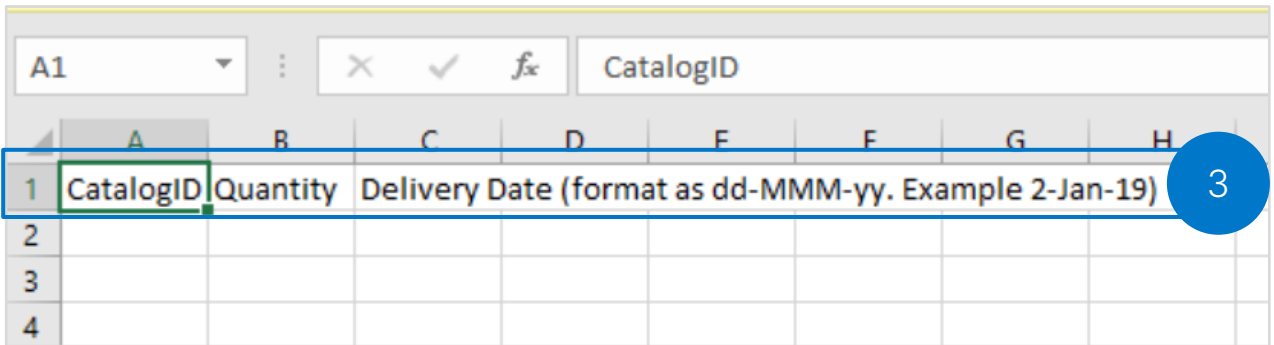 A1 fx CatalogID
A B C D E F G H
1 CatalogID Quantity Delivery Date (format as dd-MMM-yy. Example 2-Jan-19) 3
2
3
4